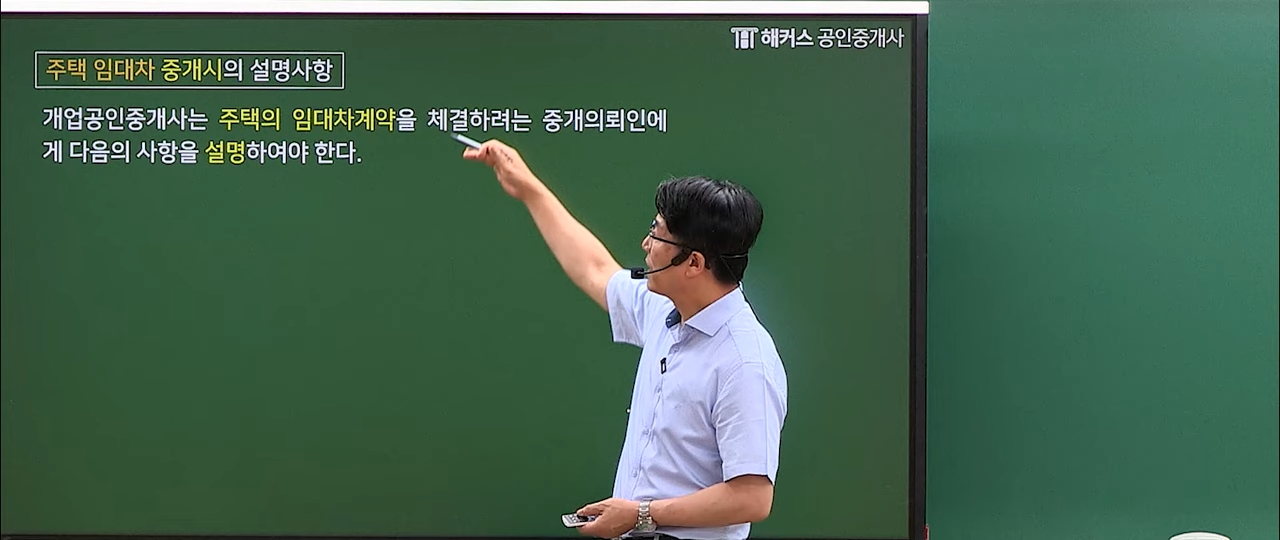 해커스 공인중개사
주택 임대차 중개시의 설명사항
개업공인중개사는 주택의 임대차계약을 체결하려는 중개의뢰인에
게 다음의 사항을 설명하여야 한다.